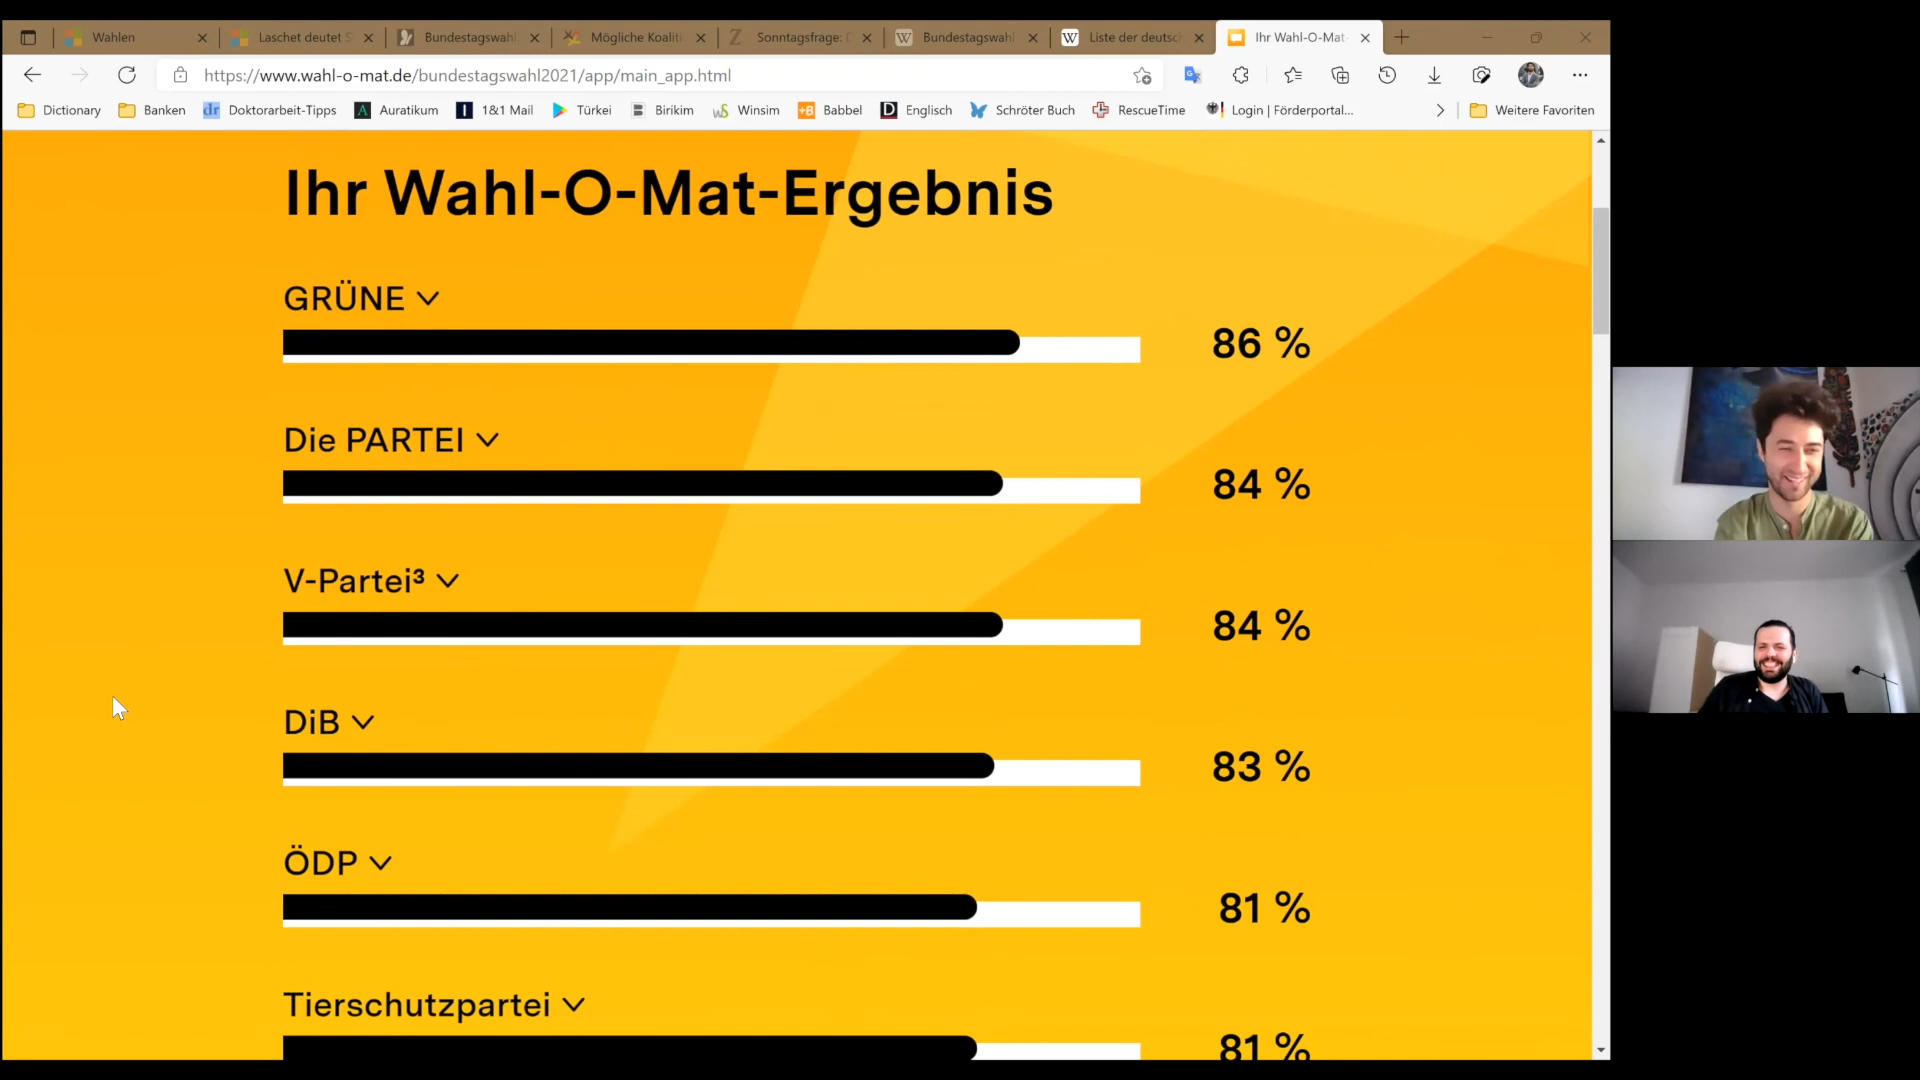 Wahlen
Laschet deutet S
Bundestagswahl
Mögliche Koaliti
Sonntagsfrage:
Bundestagswahl
Liste der deutsc
Ihr Wahl-O-Mat-
https://www.wahl-o-mat.de/bundestagswahl2021/app/main_app.html
Dictionary
Banken
dr Doktorarbeit-Tipps
A Auratikum
1 1&1 Mail
Türkei
B Birikim
wS Winsim
+B Babbel
D Englisch
Schröter Buch
RescueTime
Login | Förderportal...
Weitere Favoriten
Ihr Wahl-O-Mat-Ergebnis
GRÜNE
86 %
Die PARTEI
84 %
V-Partei³
84 %
DiB
83 %
ÖDP
81 %
Tierschutzpartei
81 %